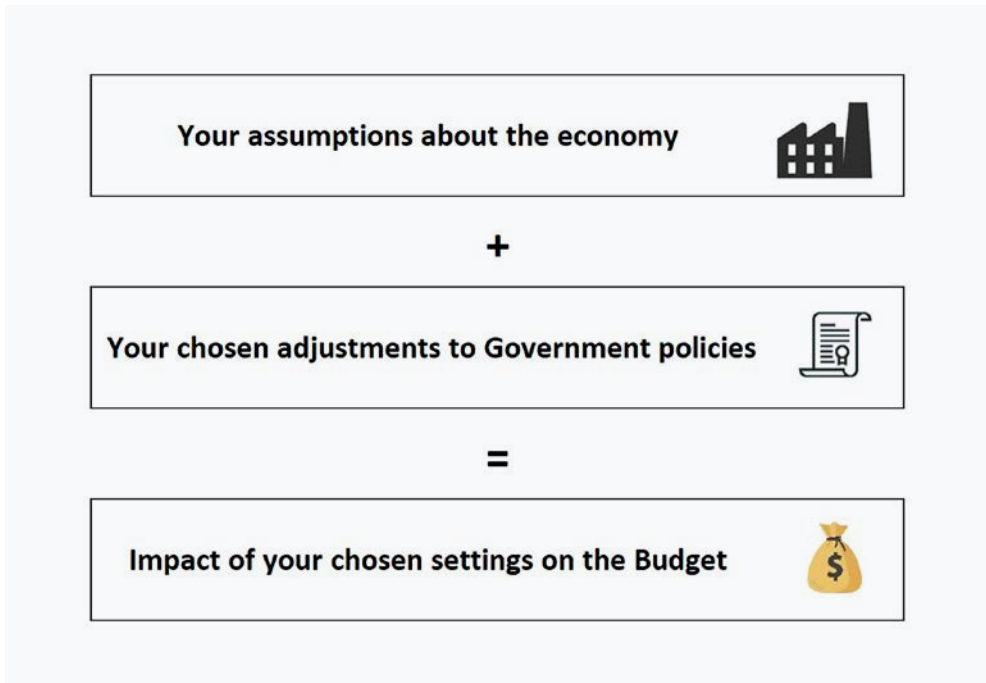 Your assumptions about the economy
+
Your chosen adjustments to Government policies
=
Impact of your chosen settings on the Budget
$